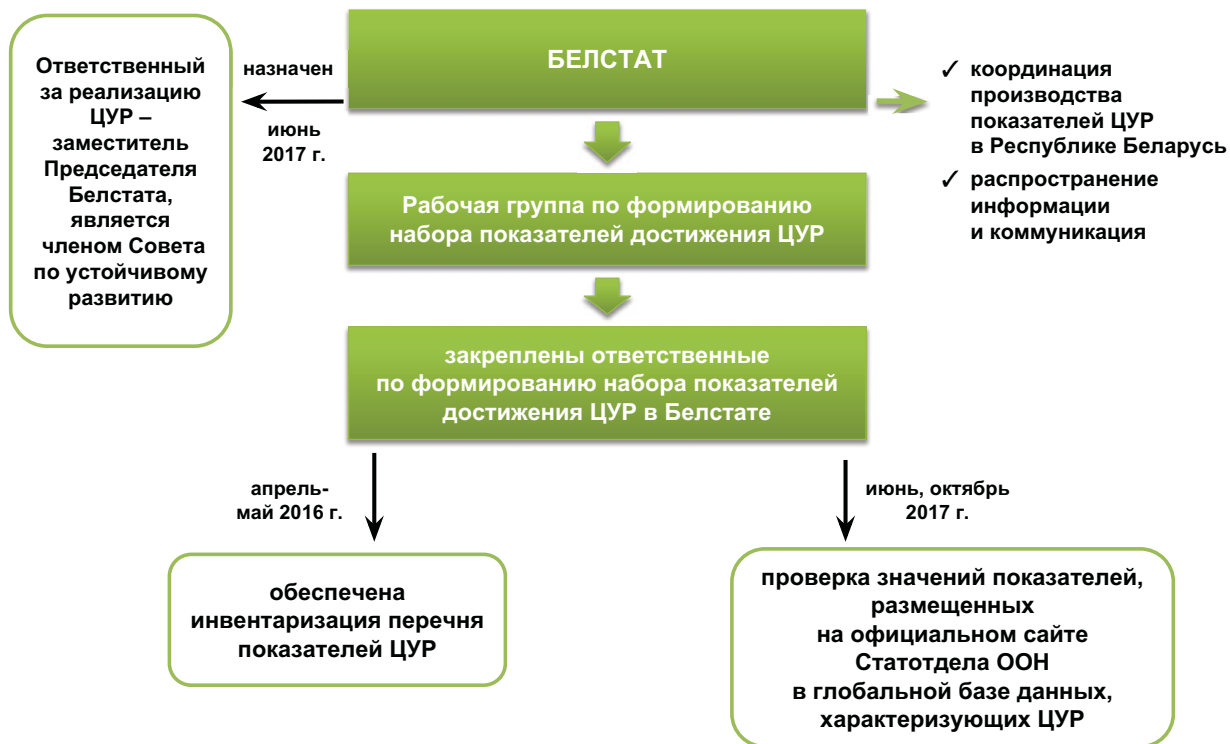 Ответственный
за реализацию
ЦУР –
заместитель
Председателя
Белстата,
является
членом Совета
по устойчивому
развитию
назначен
июнь
2017 г.
БЕЛСТАТ
✓ координация
производства
показателей ЦУР
в Республике Беларусь
✓ распространение
информации
и коммуникация
Рабочая группа по формированию
набора показателей достижения ЦУР
закреплены ответственные
по формированию набора показателей
достижения ЦУР в Белстате
апрель-
май 2016 г.
июнь, октябрь
2017 г.
обеспечена
инвентаризация перечня
показателей ЦУР
проверка значений показателей,
размещенных
на официальном сайте
Статотдела ООН
в глобальной базе данных,
характеризующих ЦУР